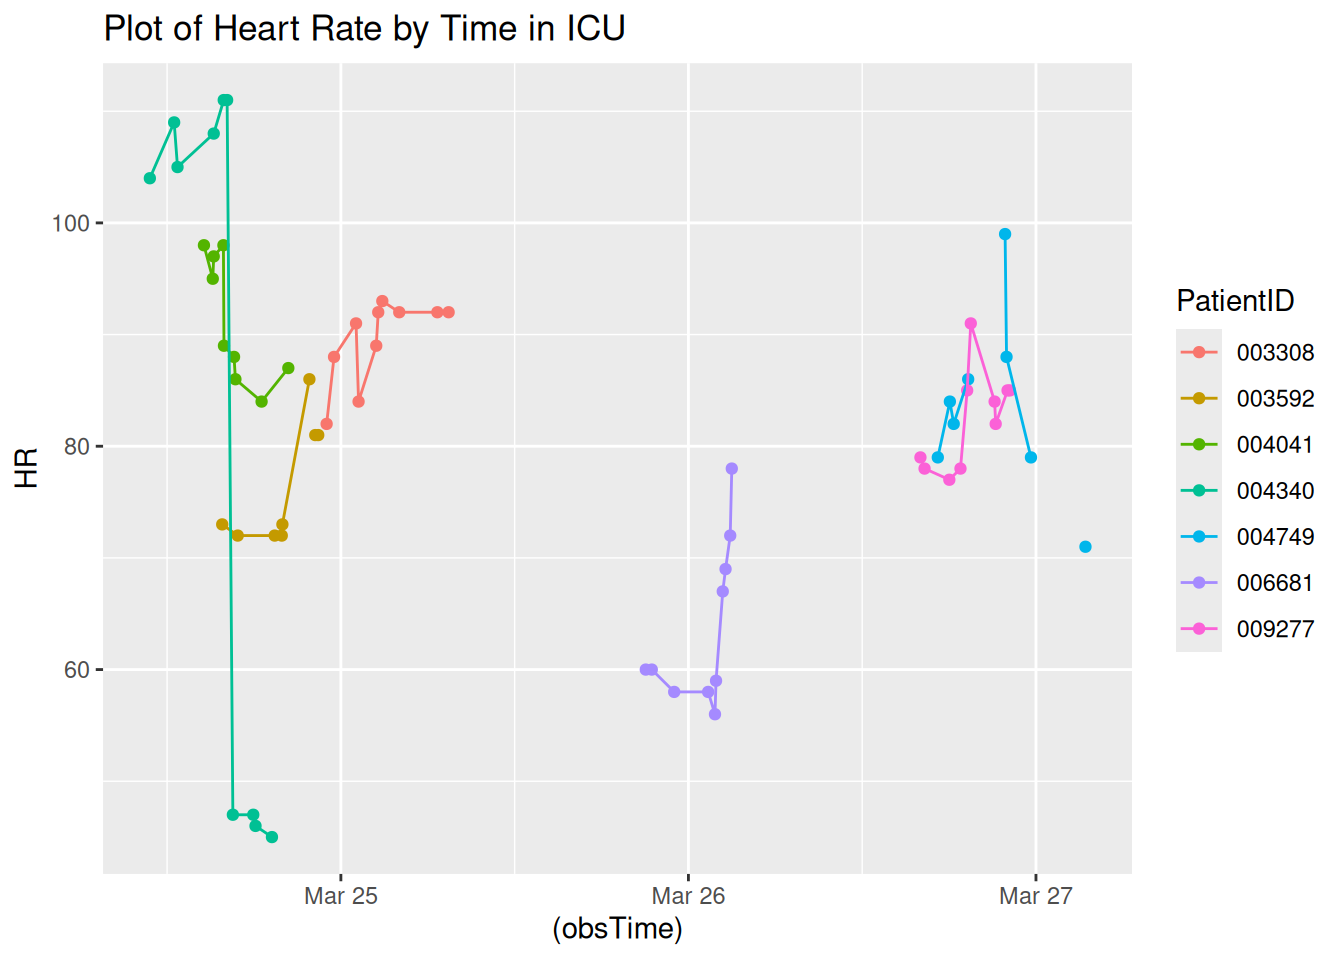 Plot of Heart Rate by Time in ICU
100
80
60
HR
Mar 25
Mar 26
Mar 27
(obsTime)
PatientID
003308
003592
004041
004340
004749
006681
009277